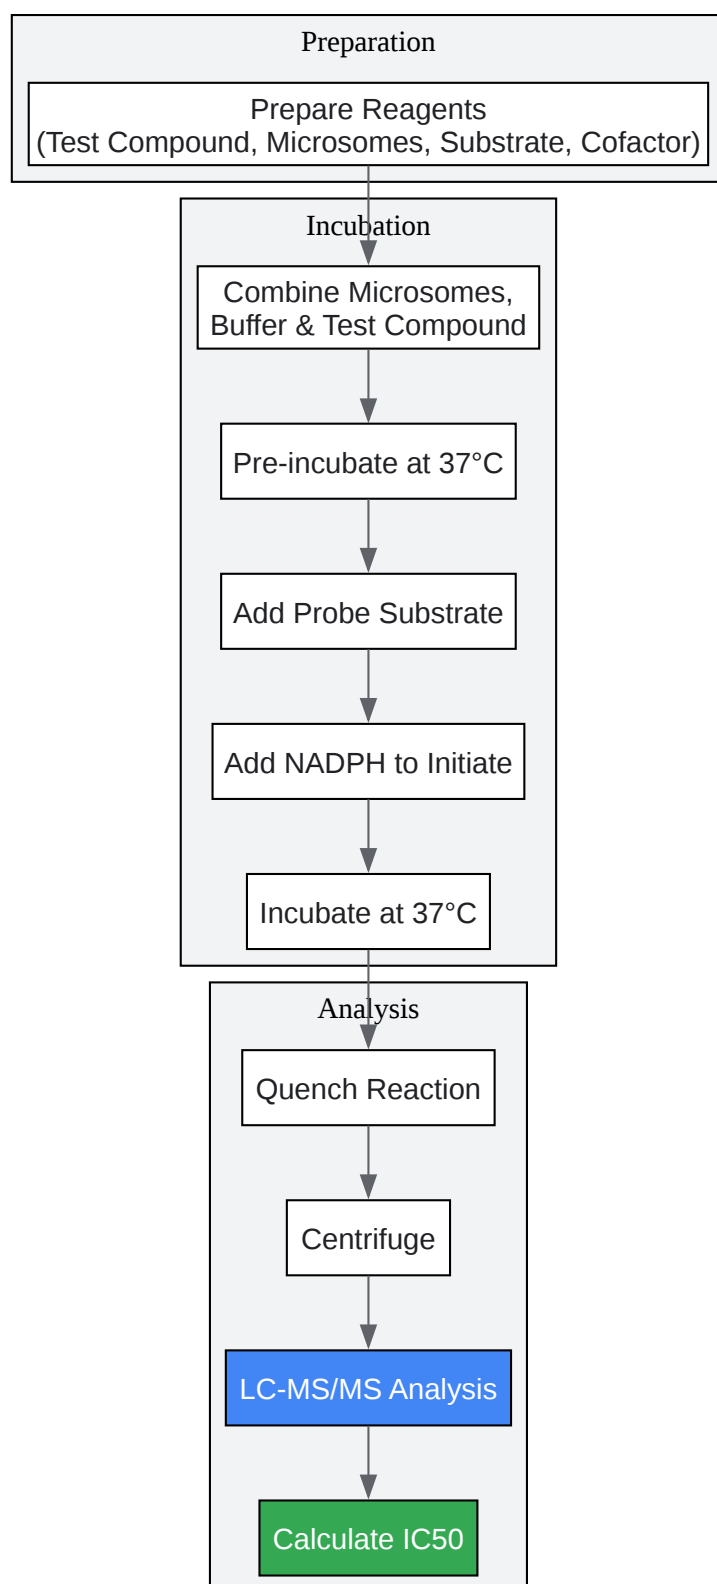 Preparation
Prepare Reagents
(Test Compound, Microsomes, Substrate, Cofactor)
Incubation
Combine Microsomes,
Buffer & Test Compound
Pre-incubate at 37°C
Add Probe Substrate
Add NADPH to Initiate
Incubate at 37°C
Analysis
Quench Reaction
Centrifuge
LC-MS/MS Analysis
Calculate IC50